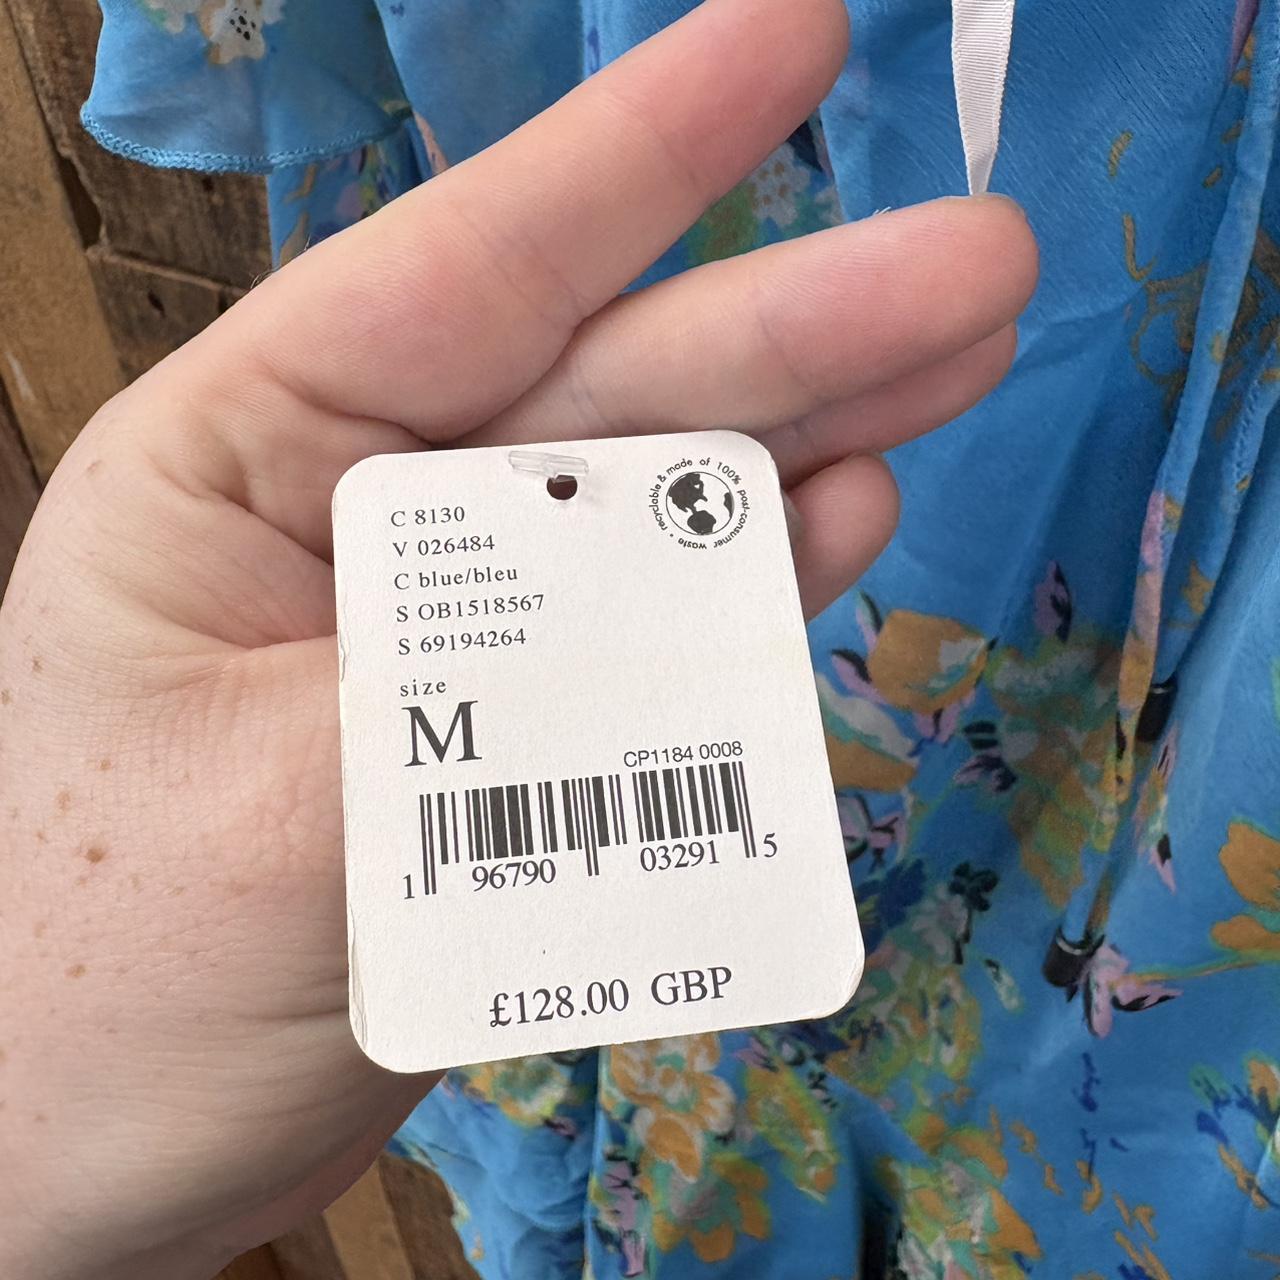 recyclable & made of 100% post-consumer waste •
C 8130
V 026484
C blue/bleu
S OB1518567
S 69194264
size
M
CP1184 0008
1 96790 03291 5
£128.00 GBP